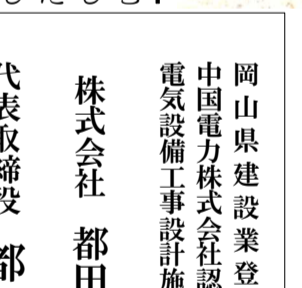 岡山県建設業登
中国電力株式会社認
電気設備工事設計施
株式会社 都田
代表取締役 都